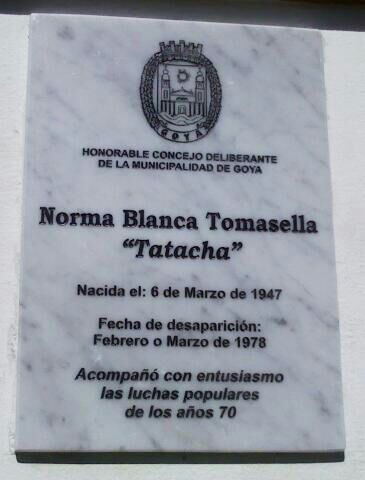 GOYA
HONORABLE CONCEJO DELIBERANTE
DE LA MUNICIPALIDAD DE GOYA
Norma Blanca Tomasella
“Tatacha”
Nacida el: 6 de Marzo de 1947
Fecha de desaparición:
Febrero o Marzo de 1978
Acompañó con entusiasmo
las luchas populares
de los años 70